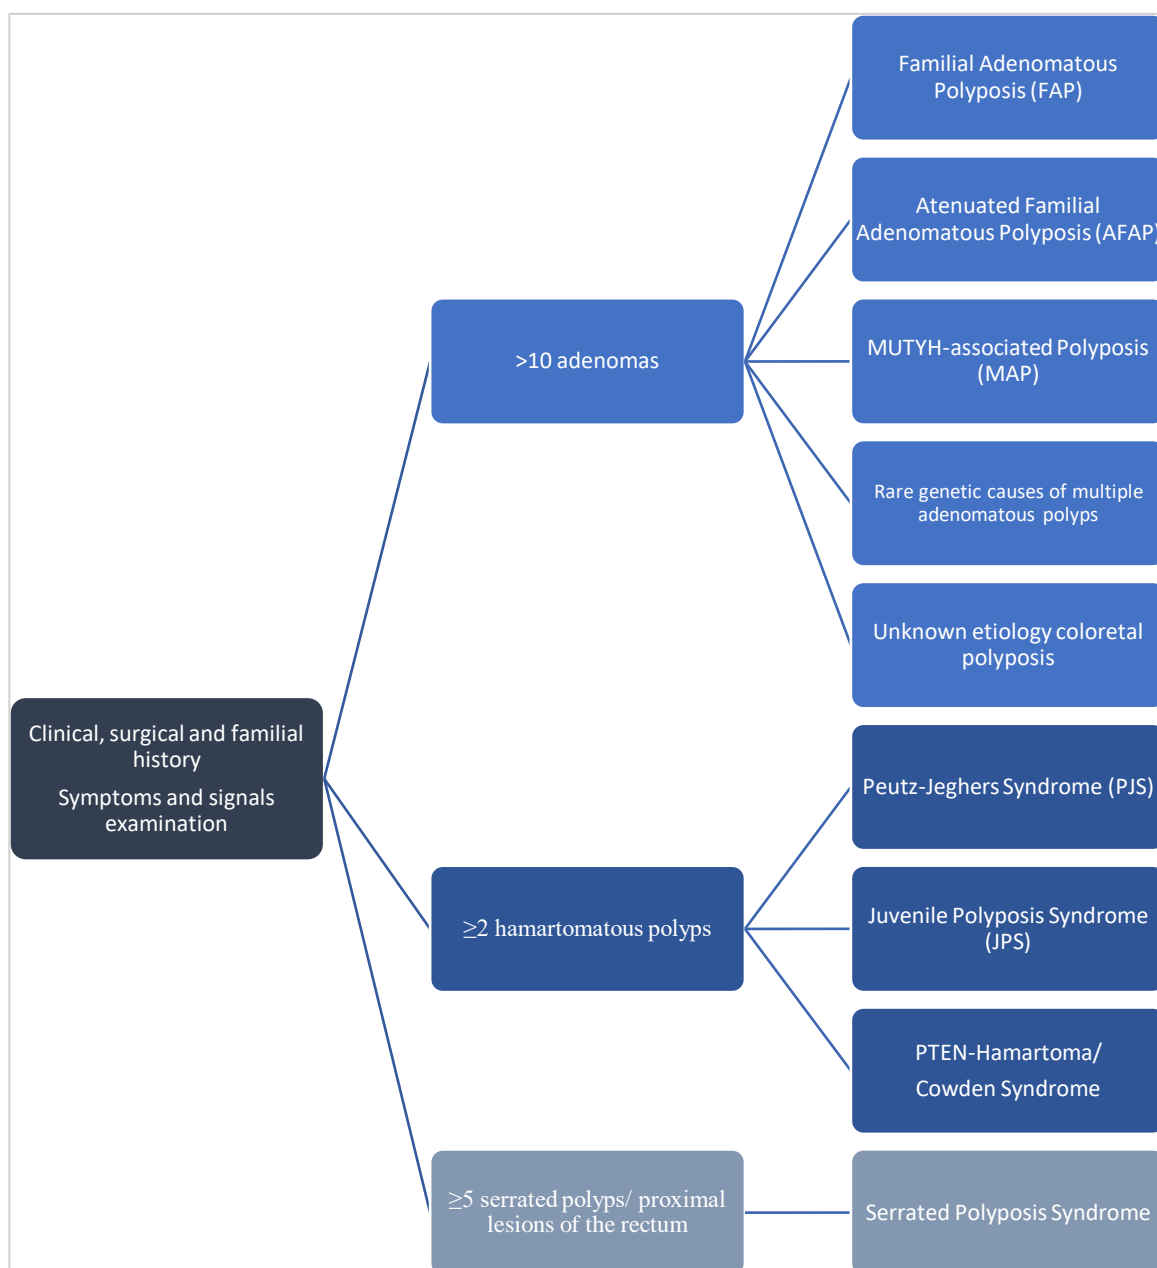 Familial Adenomatous
Polyposis (FAP)
Atenuated Familial
Adenomatous Polyposis (AFAP)
>10 adenomas
MUTYH-associated Polyposis
(MAP)
Rare genetic causes of multiple
adenomatous polyps
Unknown etiology coloretal
polyposis
Clinical, surgical and familial
history
Symptoms and signals
examination
Peutz-Jeghers Syndrome (PJS)
≥2 hamartomatous polyps
Juvenile Polyposis Syndrome
(JPS)
PTEN-Hamartoma/
Cowden Syndrome
≥5 serrated polyps/ proximal
lesions of the rectum
Serrated Polyposis Syndrome